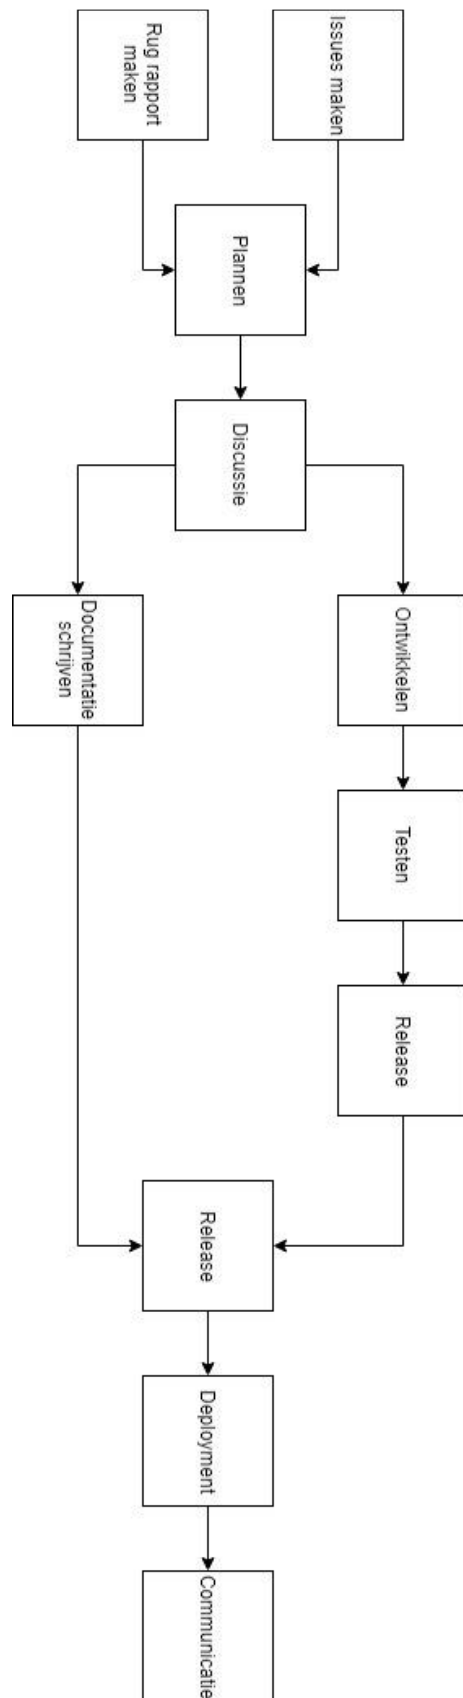 Issues maken
Rug rapport
maken
Plannen
Discussie
Ontwikkelen
Testen
Release
Documentatie
schrijven
Release
Deployment
Communicatie